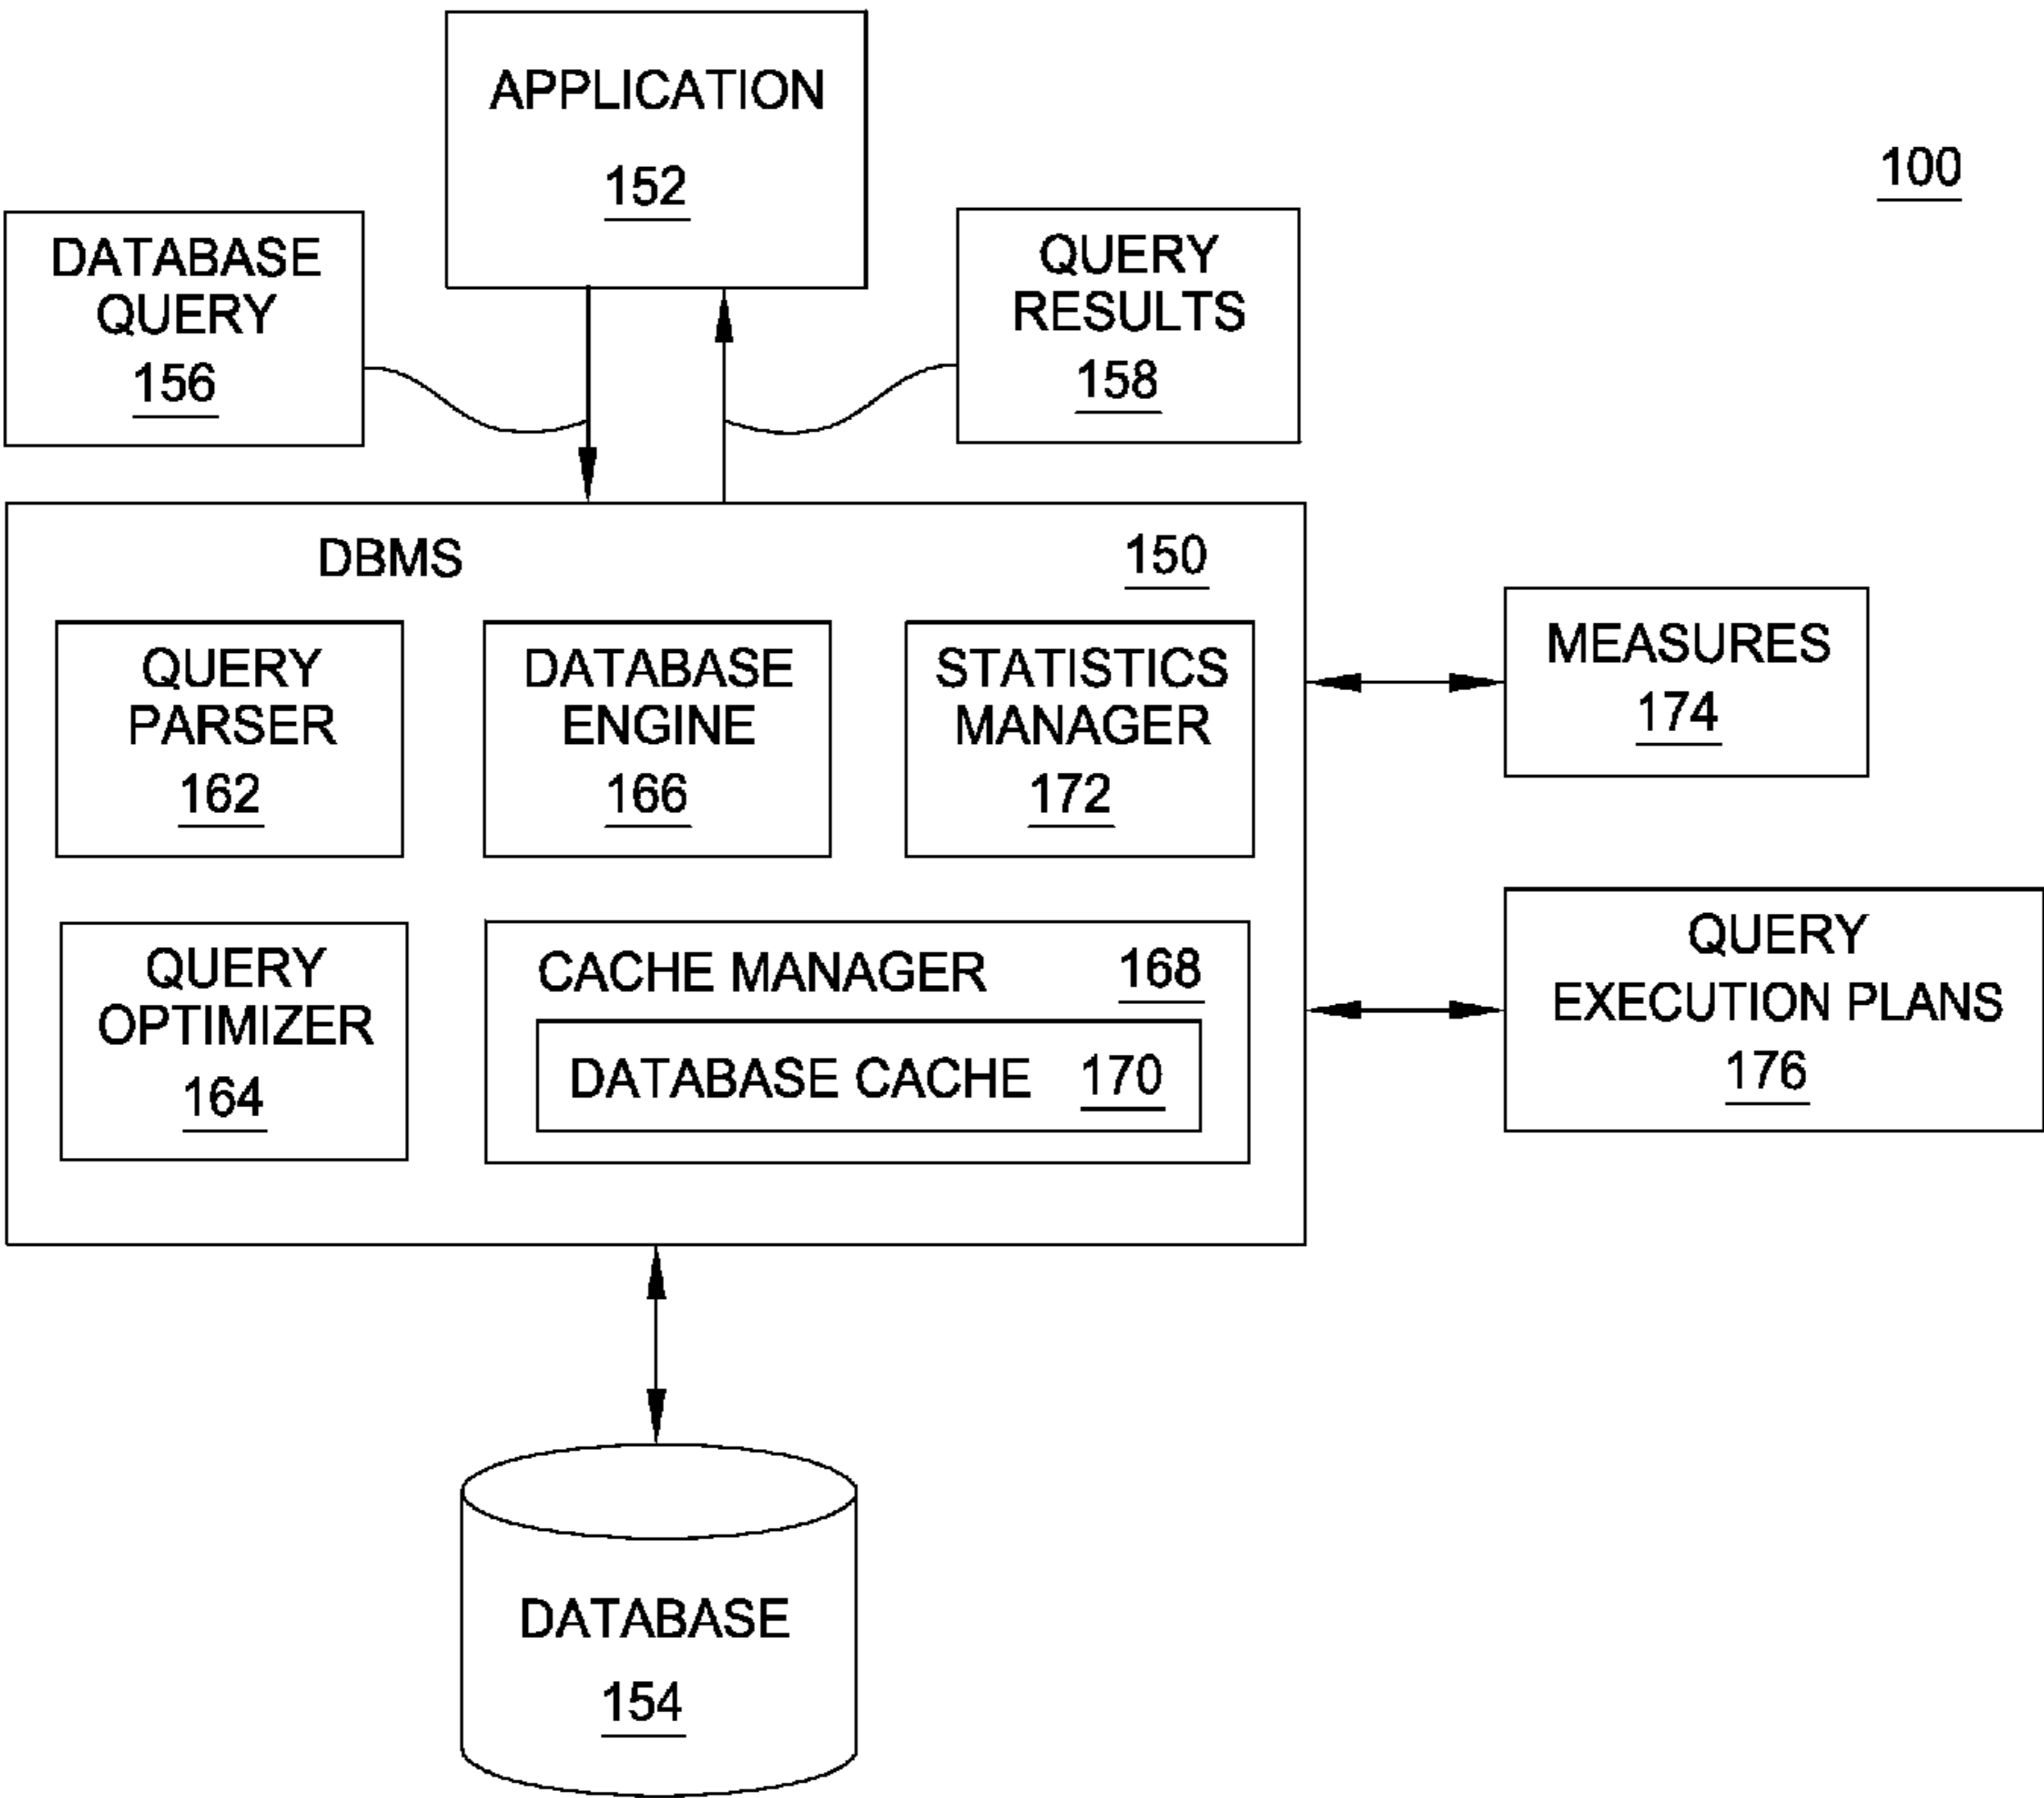 APPLICATION
152
100
DATABASE
QUERY
156
QUERY
RESULTS
158
DBMS
150
QUERY
PARSER
162
DATABASE
ENGINE
166
STATISTICS
MANAGER
172
MEASURES
174
QUERY
OPTIMIZER
164
CACHE MANAGER 168
DATABASE CACHE 170
QUERY
EXECUTION PLANS
176
DATABASE
154